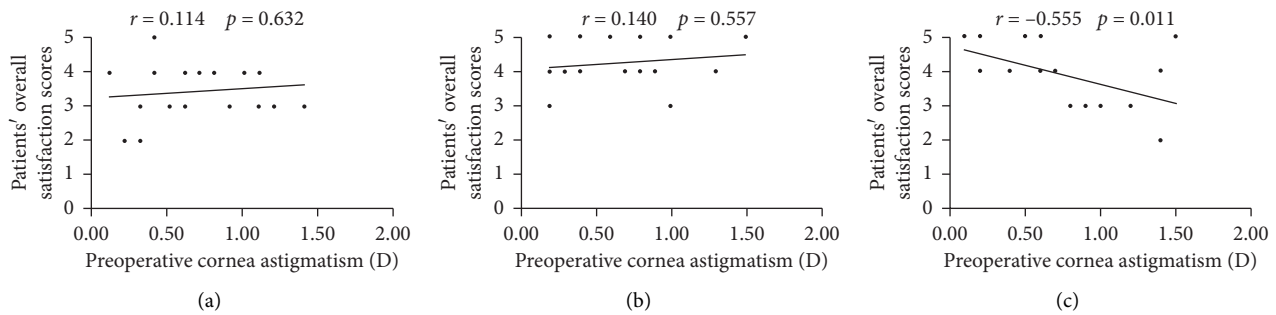 r = 0.114 p = 0.632
5
4
3
2
1
0
Patients′ overall
satisfaction scores
0.00 0.50 1.00 1.50 2.00
Preoperative cornea astigmatism (D)
(a)
r = 0.140 p = 0.557
5
4
3
2
1
0
Patients′ overall
satisfaction scores
0.00 0.50 1.00 1.50 2.00
Preoperative cornea astigmatism (D)
(b)
r = –0.555 p = 0.011
5
4
3
2
1
0
Patients′ overall
satisfaction scores
0.00 0.50 1.00 1.50 2.00
Preoperative cornea astigmatism (D)
(c)